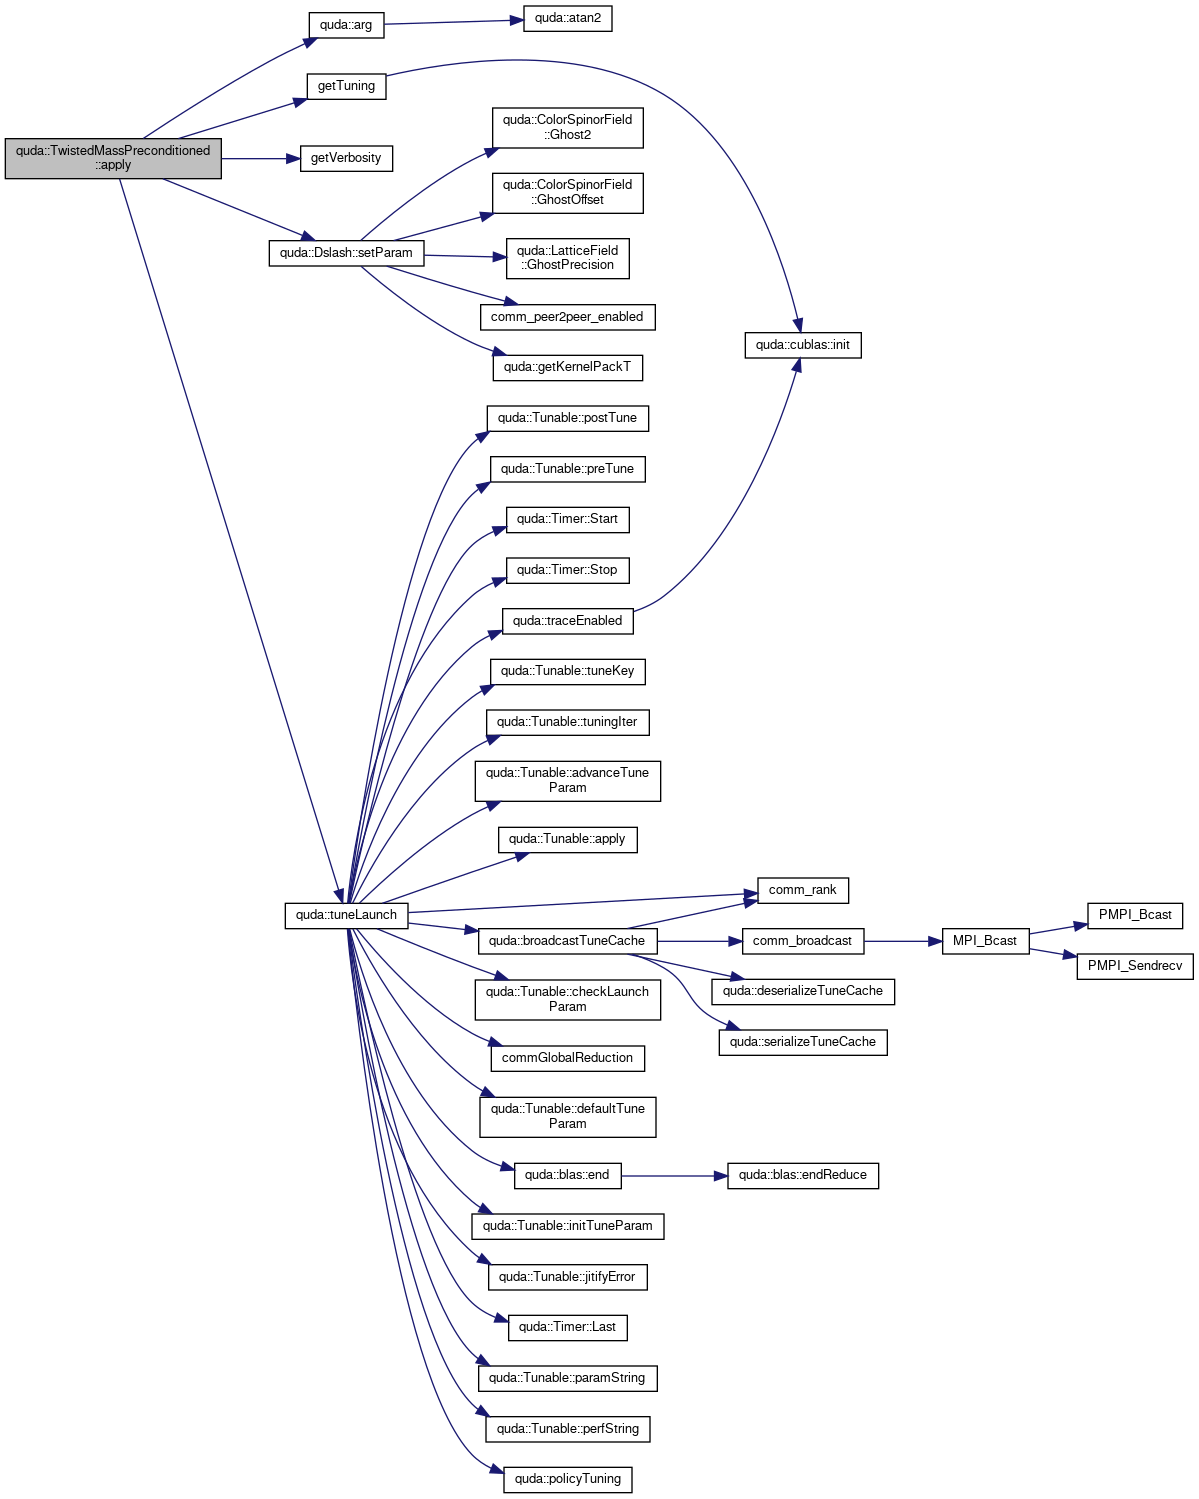 quda::TwistedMassPreconditioned
::apply
quda::arg
quda::atan2
getTuning
quda::cublas::init
getVerbosity
quda::Dslash::setParam
quda::ColorSpinorField
::Ghost2
quda::ColorSpinorField
::GhostOffset
quda::LatticeField
::GhostPrecision
comm_peer2peer_enabled
quda::getKernelPackT
quda::tuneLaunch
quda::Tunable::postTune
quda::Tunable::preTune
quda::Timer::Start
quda::Timer::Stop
quda::traceEnabled
quda::Tunable::tuneKey
quda::Tunable::tuningIter
quda::Tunable::advanceTune
Param
quda::Tunable::apply
comm_rank
quda::broadcastTuneCache
comm_broadcast
MPI_Bcast
PMPI_Bcast
PMPI_Sendrecv
quda::deserializeTuneCache
quda::serializeTuneCache
quda::Tunable::checkLaunch
Param
commGlobalReduction
quda::Tunable::defaultTune
Param
quda::blas::end
quda::blas::endReduce
quda::Tunable::initTuneParam
quda::Tunable::jitifyError
quda::Timer::Last
quda::Tunable::paramString
quda::Tunable::perfString
quda::policyTuning